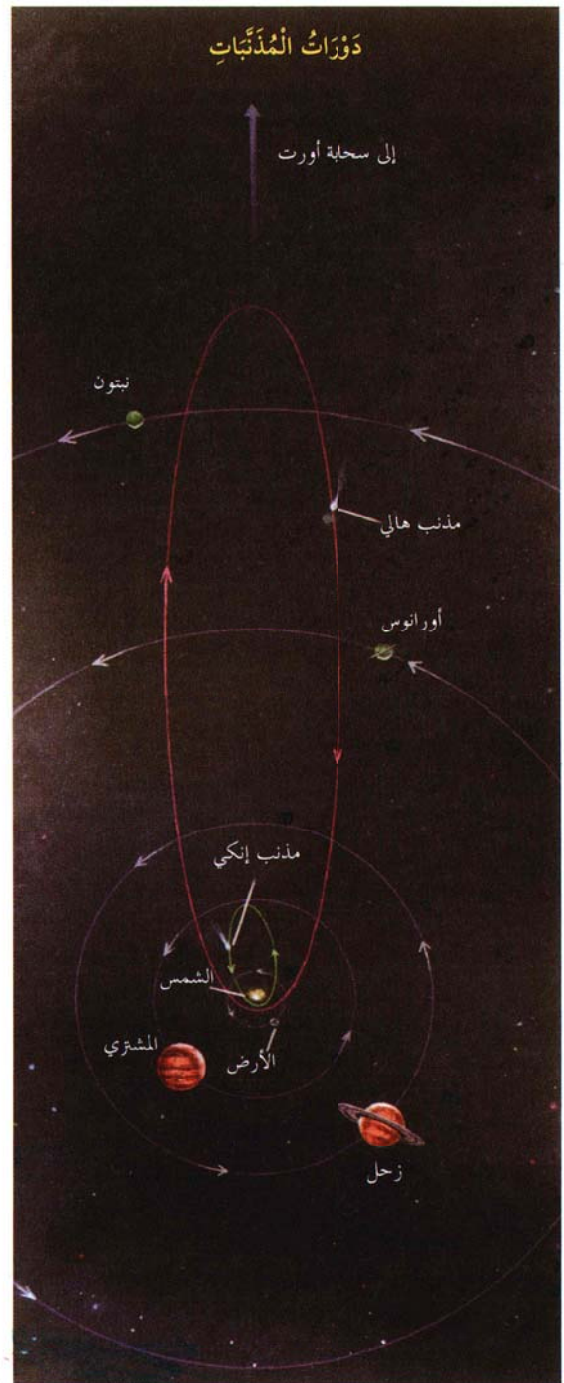 دَوْرَاتُ الْمُذَنَّبَاتِ
إلى سحابة أورت
نبتون
مذنب هالي
أورانوس
مذنب إنكي
الشمس
المشتري
الأرض
زحل